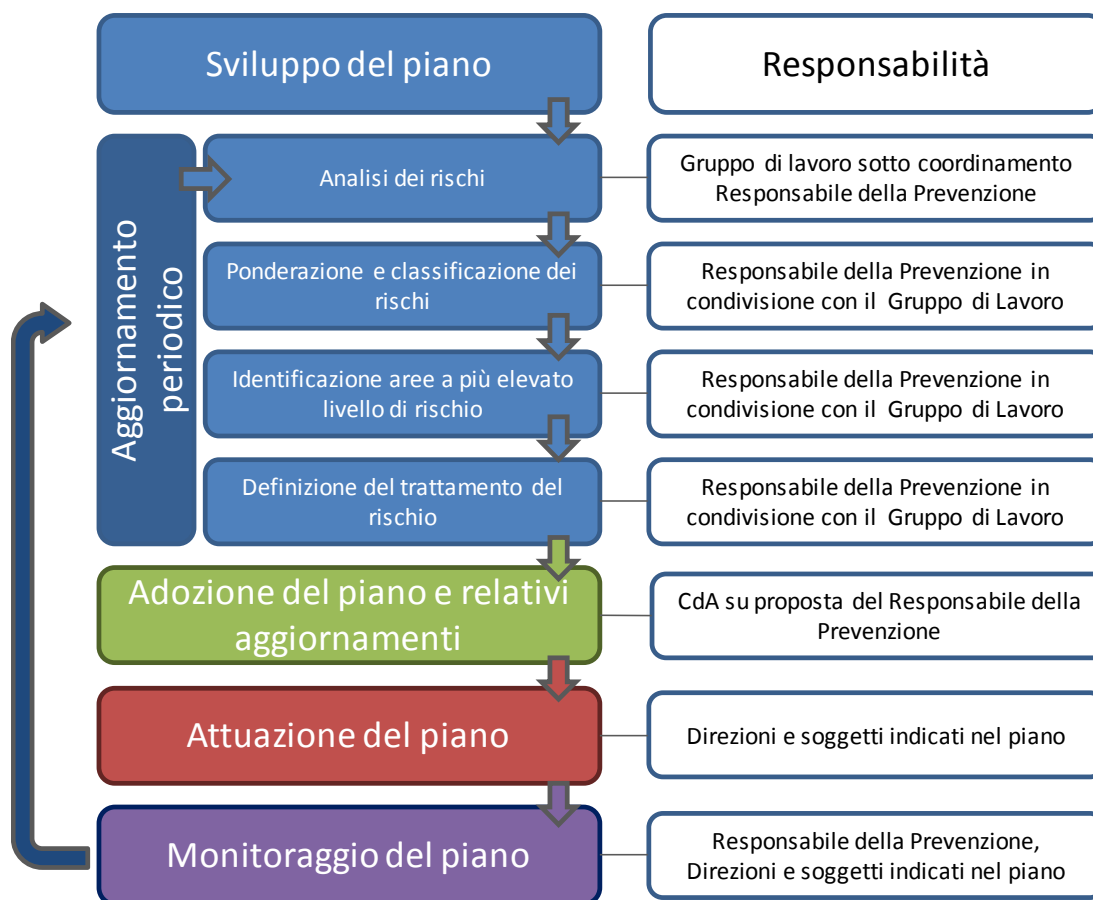 Sviluppo del piano
Responsabilità
Aggiornamento
periodico
Analisi dei rischi
Gruppo di lavoro sotto coordinamento
Responsabile della Prevenzione
Ponderazione e classificazione dei
rischi
Responsabile della Prevenzione in
condivisione con il Gruppo di Lavoro
Identificazione aree a più elevato
livello di rischio
Responsabile della Prevenzione in
condivisione con il Gruppo di Lavoro
Definizione del trattamento del
rischio
Responsabile della Prevenzione in
condivisione con il Gruppo di Lavoro
Adozione del piano e relativi
aggiornamenti
CdA su proposta del Responsabile della
Prevenzione
Attuazione del piano
Direzioni e soggetti indicati nel piano
Monitoraggio del piano
Responsabile della Prevenzione,
Direzioni e soggetti indicati nel piano